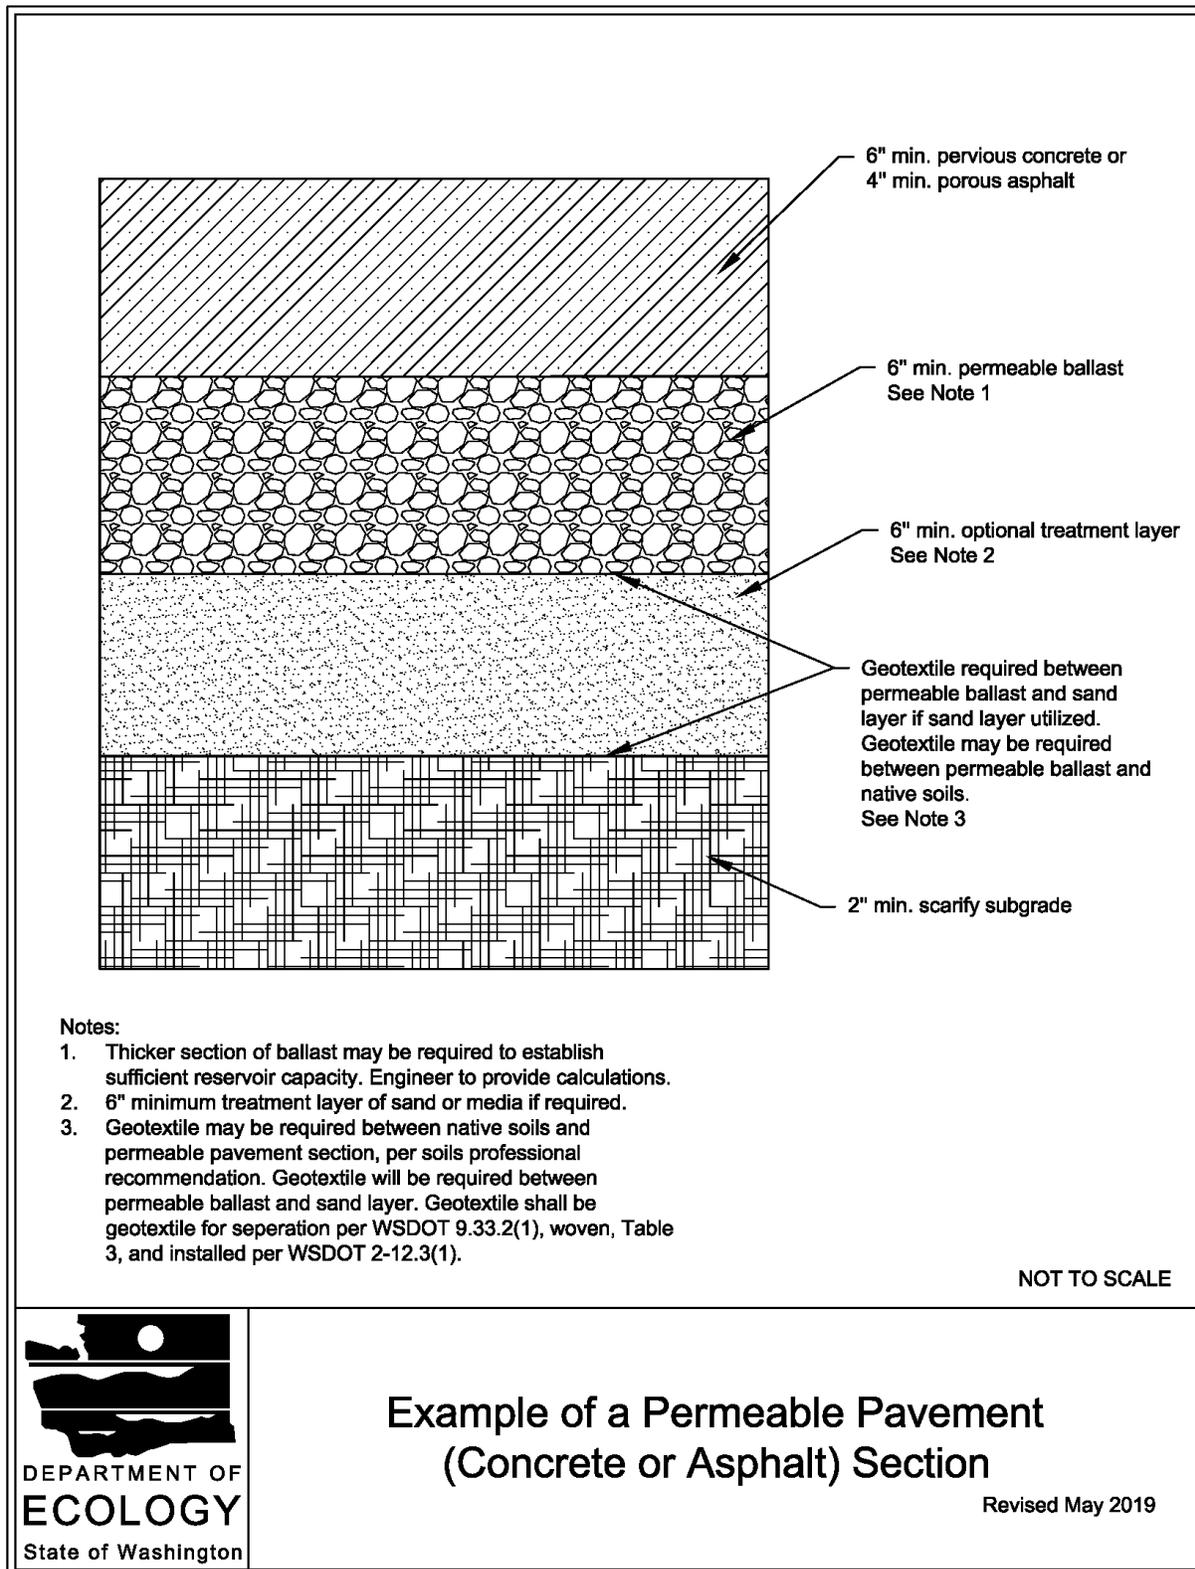 6" min. pervious concrete or
4" min. porous asphalt
6" min. permeable ballast
See Note 1
6" min. optional treatment layer
See Note 2
Geotextile required between
permeable ballast and sand
layer if sand layer utilized.
Geotextile may be required
between permeable ballast and
native soils.
See Note 3
2" min. scarify subgrade
Notes:
1. Thicker section of ballast may be required to establish
sufficient reservoir capacity. Engineer to provide calculations.
2. 6" minimum treatment layer of sand or media if required.
3. Geotextile may be required between native soils and
permeable pavement section, per soils professional
recommendation. Geotextile will be required between
permeable ballast and sand layer. Geotextile shall be
geotextile for seperation per WSDOT 9.33.2(1), woven, Table
3, and installed per WSDOT 2-12.3(1).
NOT TO SCALE
DEPARTMENT OF
ECOLOGY
State of Washington
Example of a Permeable Pavement
(Concrete or Asphalt) Section
Revised May 2019